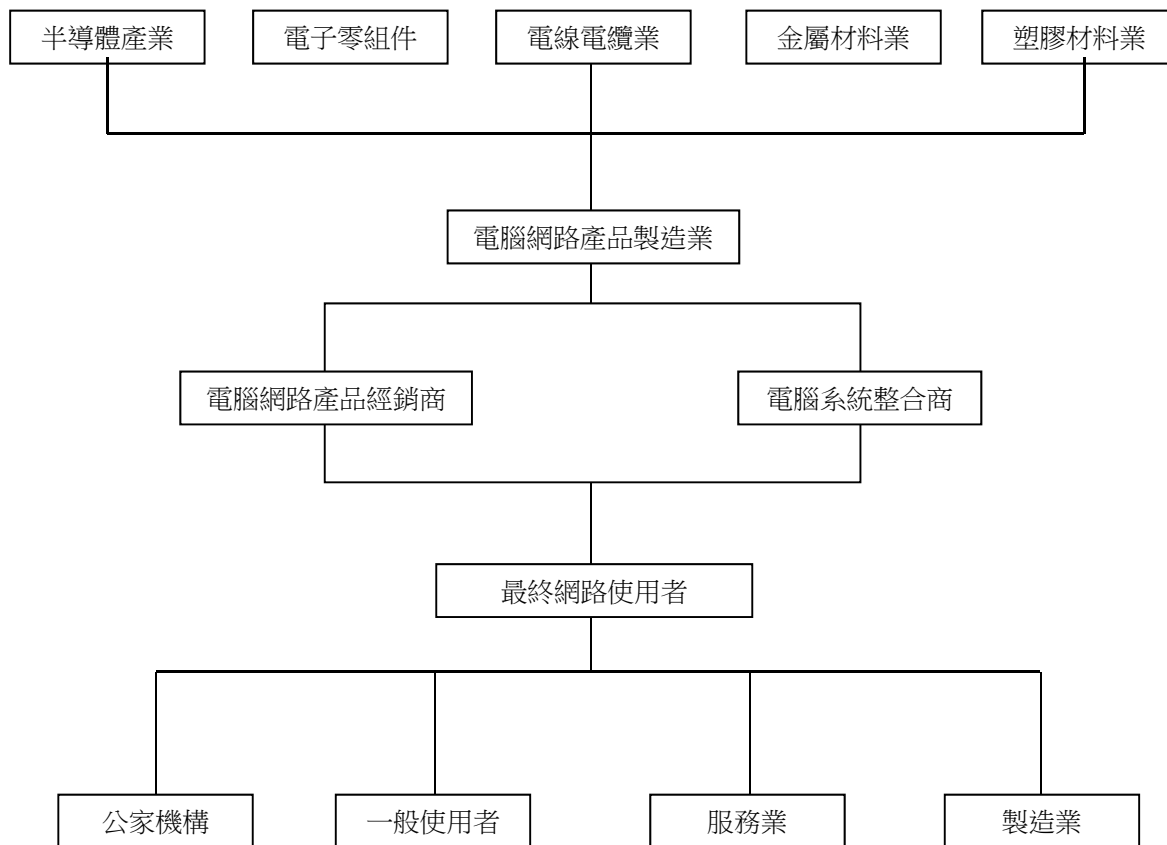 半導體產業
電子零組件
電線電纜業
金屬材料業
塑膠材料業
電腦網路產品製造業
電腦網路產品經銷商
電腦系統整合商
最終網路使用者
公家機構
一般使用者
服務業
製造業